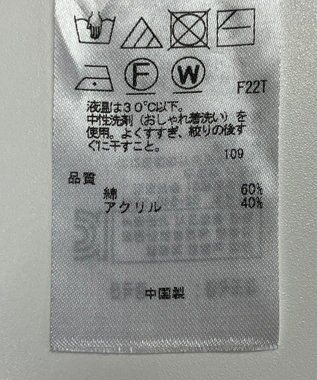 F W F22T
液温は30℃以下。
中性洗剤（おしゃれ着洗い）を
使用。よくすすぎ、絞りの後す
ぐに干すこと。
109
品質
綿 60%
アクリル 40%
中国製